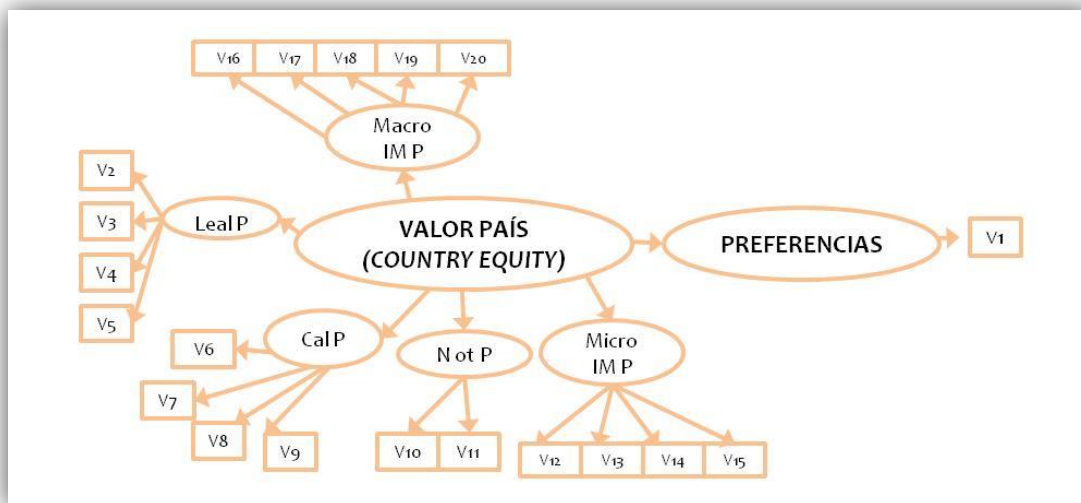 V16 V17 V18 V19 V20
Macro
IM P
V2
V3
V4
V5
Leal P
VALOR PAÍS
(COUNTRY EQUITY)
PREFERENCIAS
V1
Cal P
V6
V7
V8
V9
Not P
V10 V11
Micro
IM P
V12 V13 V14 V15